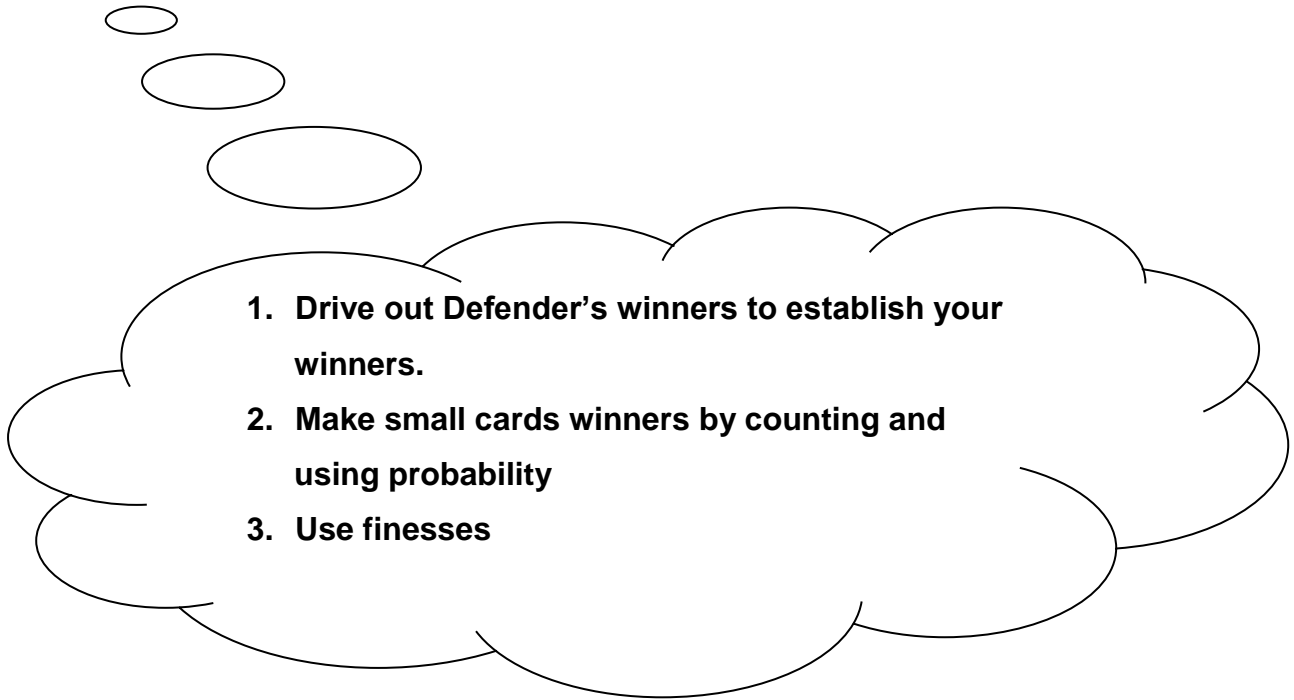 1. Drive out Defender’s winners to establish your
winners.
2. Make small cards winners by counting and
using probability
3. Use finesses